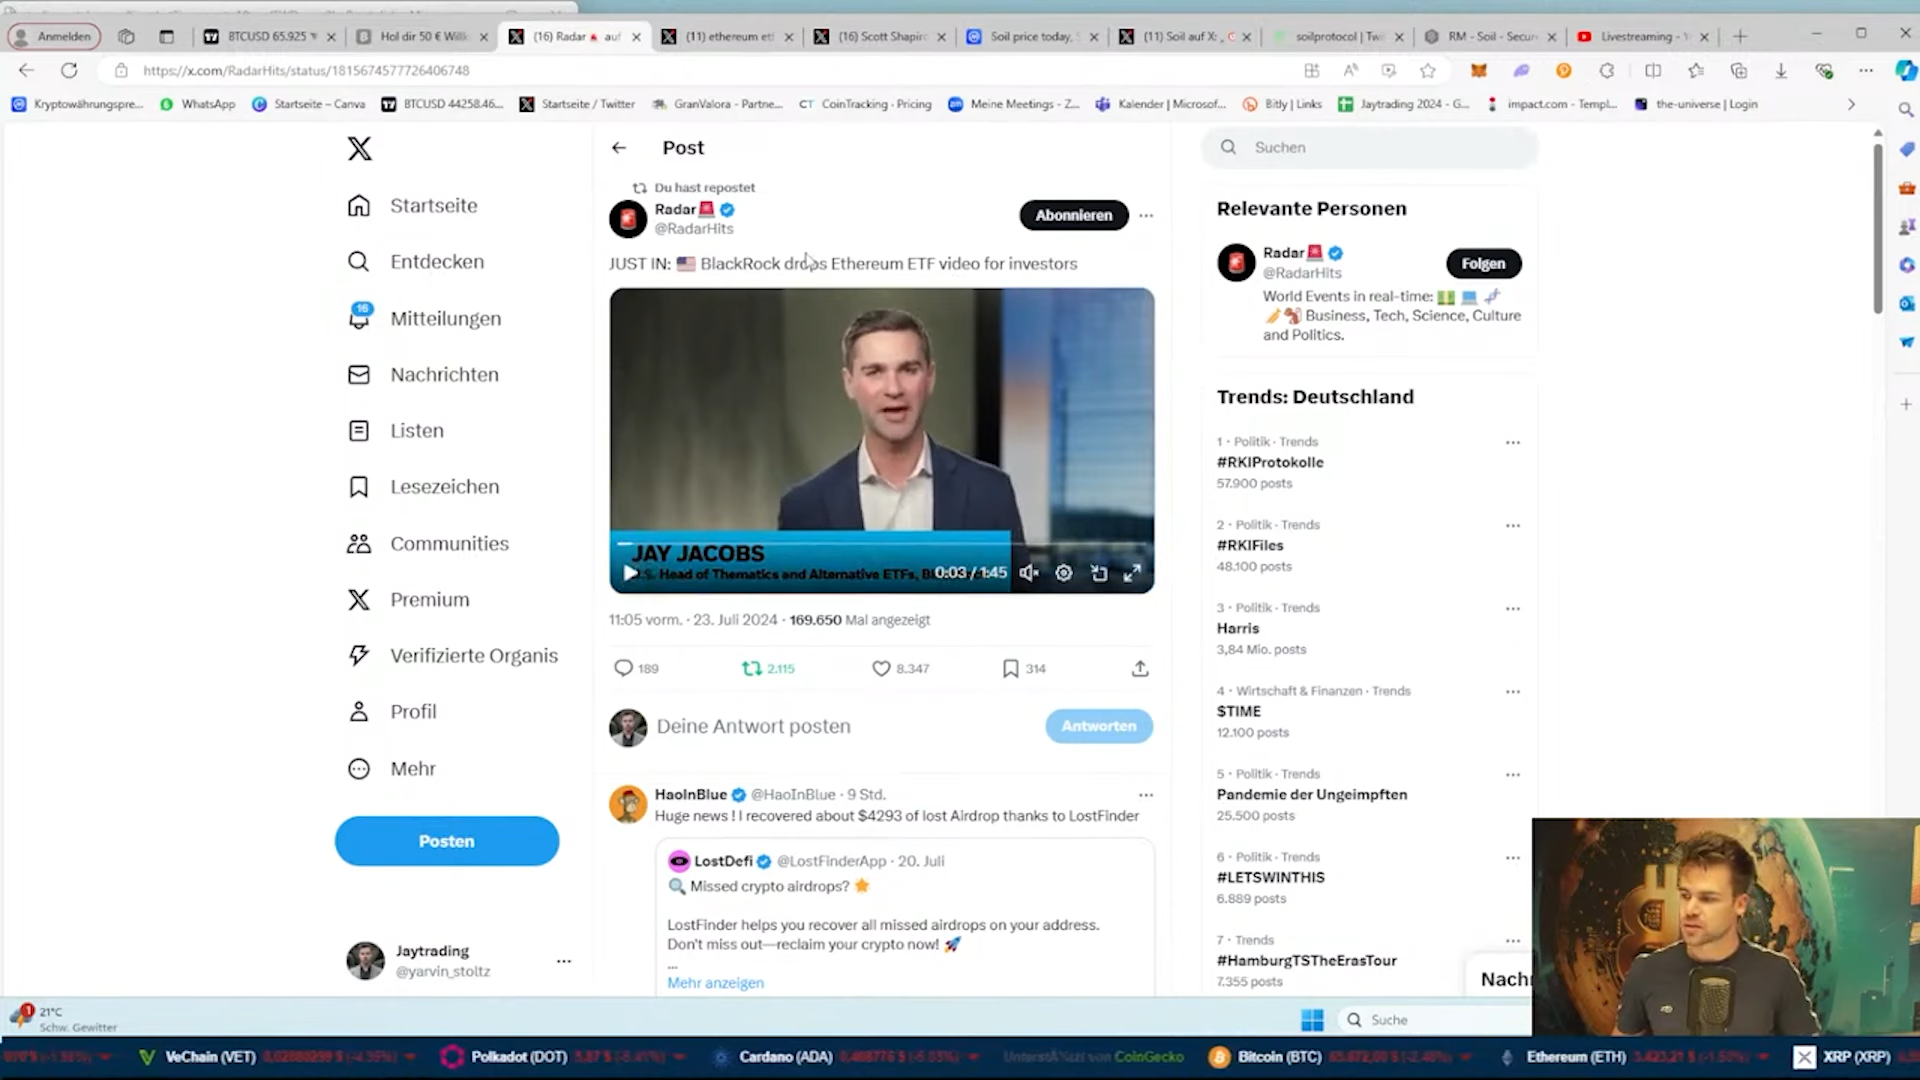 Anmelden
BTCUSD 65.925
Hol dir 50 € Will
(16) Radar auf
(11) ethereum et
(16) Scott Shapir
Soil price today,
(11) Soil auf X:
soilprotocol | Tw
RM - Soil - Secur
Livestreaming -
https://x.com/RadarHits/status/1815674577726406748
Kryptowährungspre...
WhatsApp
Startseite – Canva
BTCUSD 44258.46...
Startseite / Twitter
GranValora - Partne...
CoinTracking · Pricing
Meine Meetings - Z...
Kalender | Microsof...
Bitly | Links
Jaytrading 2024 - G...
impact.com - Templ...
the-universe | Login
Startseite
Entdecken
16
Mitteilungen
Nachrichten
Listen
Lesezeichen
Communities
Premium
Verifizierte Organis
Profil
Mehr
Posten
Jaytrading
@yarvin_stoltz
Post
Du hast repostet
Radar
@RadarHits
Abonnieren
JUST IN: 🇺🇸 BlackRock drops Ethereum ETF video for investors
JAY JACOBS
U.S. Head of Thematics and Alternative ETFs,
0:03 / 1:45
11:05 vorm. · 23. Juli 2024 · 169.650 Mal angezeigt
189
2.115
8.347
314
Deine Antwort posten
Antworten
HaoInBlue @HaoInBlue · 9 Std.
Huge news ! I recovered about $4293 of lost Airdrop thanks to LostFinder
LostDefi @LostFinderApp · 20. Juli
🔍 Missed crypto airdrops? ⭐
LostFinder helps you recover all missed airdrops on your address.
Don't miss out—reclaim your crypto now! 🚀
...
Mehr anzeigen
Suchen
Relevante Personen
Radar
@RadarHits
Folgen
World Events in real-time:
Business, Tech, Science, Culture
and Politics.
Trends: Deutschland
1 · Politik · Trends
#RKIProtokolle
57.900 posts
2 · Politik · Trends
#RKIFiles
48.100 posts
3 · Politik · Trends
Harris
3,84 Mio. posts
4 · Wirtschaft & Finanzen · Trends
$TIME
12.100 posts
5 · Politik · Trends
Pandemie der Ungeimpften
25.500 posts
6 · Politik · Trends
#LETSWINTHIS
6.889 posts
7 · Trends
#HamburgTSTheErasTour
7.355 posts
Nachr
1
21°C
Schw. Gewitter
Suche
VeChain (VET)
Polkadot (DOT)
Cardano (ADA)
CoinGecko
Bitcoin (BTC)
Ethereum (ETH)
XRP (XRP)